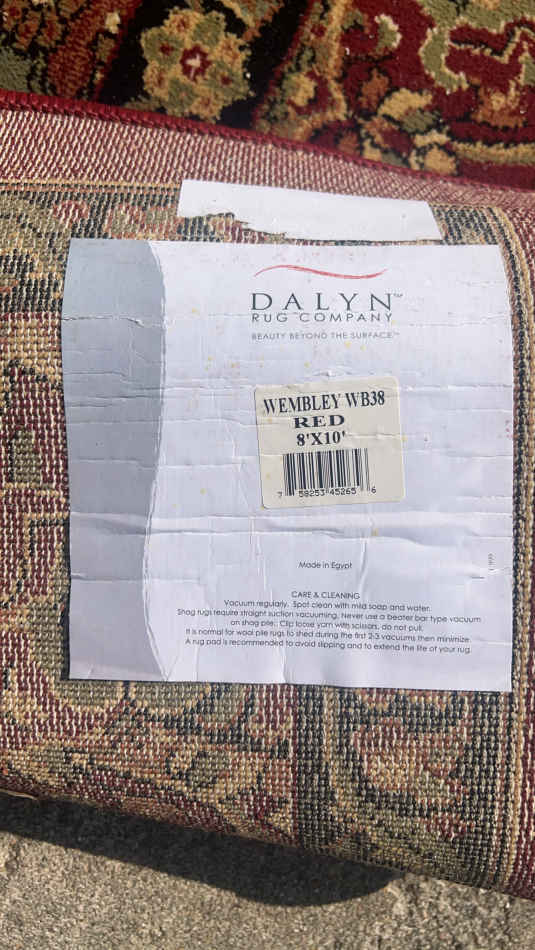 DALYN™
RUG COMPANY
BEAUTY BEYOND THE SURFACE™
WEMBLEY WB38
RED
8'X10'
7 58253 45265 6
Made in Egypt
CARE & CLEANING
Vacuum regularly. Spot clean with mild soap and water.
Shag rugs require straight suction vacuuming. Never use a beater bar type vacuum
on shag pile. Clip loose yarn with scissors, do not pull.
It is normal for wool pile rugs to shed during the first 2-3 vacuums then minimize.
A rug pad is recommended to avoid slipping and to extend the life of your rug.